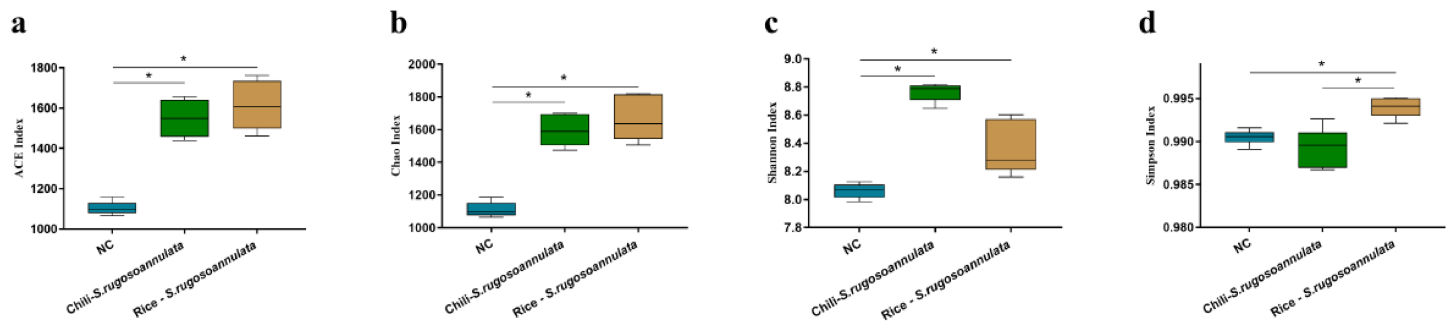 a
ACE Index
1800
1600
1400
1200
1000
*
*
NC
Chili-S.rugosoannulata
Rice - S.rugosoannulata
b
Chao Index
2000
1800
1600
1400
1200
1000
*
*
NC
Chili-S.rugosoannulata
Rice - S.rugosoannulata
c
Shannon Index
9.0
8.8
8.6
8.4
8.2
8.0
7.8
*
*
NC
Chili-S.rugosoannulata
Rice - S.rugosoannulata
d
Simpson Index
0.995
0.990
0.985
0.980
*
*
NC
Chili-S.rugosoannulata
Rice - S.rugosoannulata